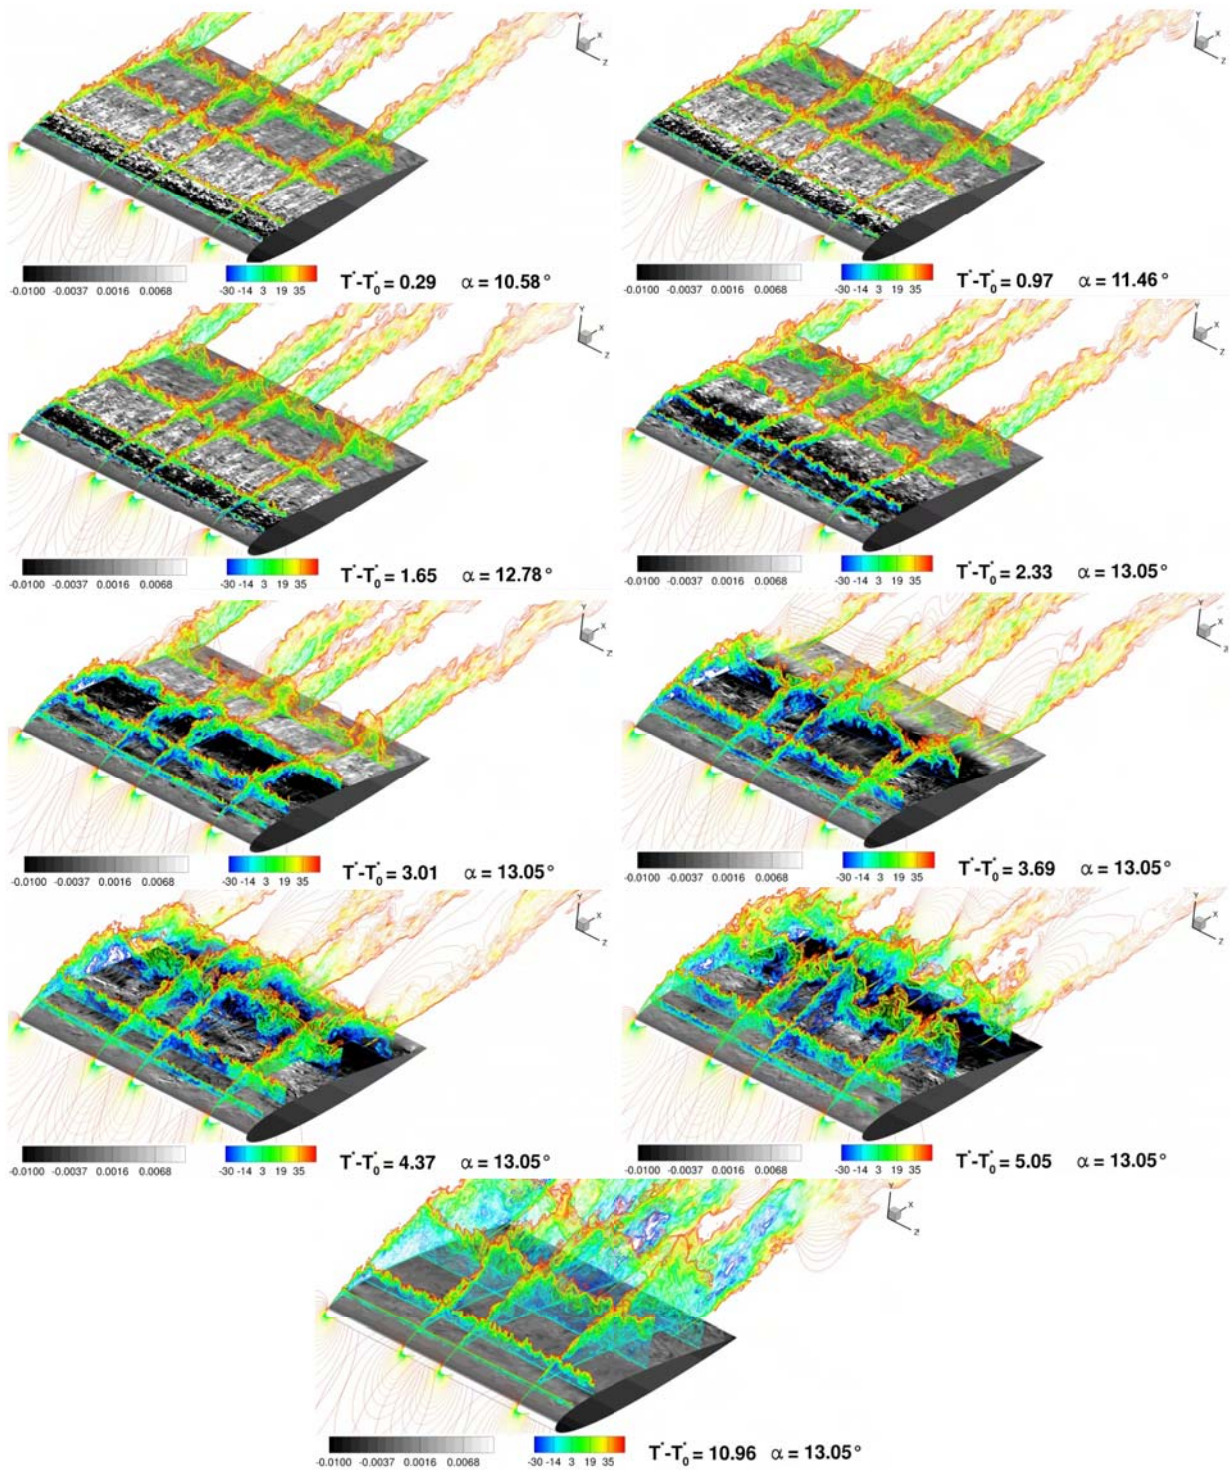 Y
X
Z
Y
X
Z
-0.0100 -0.0037 0.0016 0.0068 -30 -14 3 19 35 T*-T*0 = 0.29 α = 10.58°
-0.0100 -0.0037 0.0016 0.0068 -30 -14 3 19 35 T*-T*0 = 0.97 α = 11.46°
Y
X
Z
Y
X
Z
-0.0100 -0.0037 0.0016 0.0068 -30 -14 3 19 35 T*-T*0 = 1.65 α = 12.78°
-0.0100 -0.0037 0.0016 0.0068 -30 -14 3 19 35 T*-T*0 = 2.33 α = 13.05°
Y
X
Z
Y
X
Z
-0.0100 -0.0037 0.0016 0.0068 -30 -14 3 19 35 T*-T*0 = 3.01 α = 13.05°
-0.0100 -0.0037 0.0016 0.0068 -30 -14 3 19 35 T*-T*0 = 3.69 α = 13.05°
Y
X
Z
Y
X
Z
-0.0100 -0.0037 0.0016 0.0068 -30 -14 3 19 35 T*-T*0 = 4.37 α = 13.05°
-0.0100 -0.0037 0.0016 0.0068 -30 -14 3 19 35 T*-T*0 = 5.05 α = 13.05°
Y
X
Z
-0.0100 -0.0037 0.0016 0.0068 -30 -14 3 19 35 T*-T*0 = 10.96 α = 13.05°